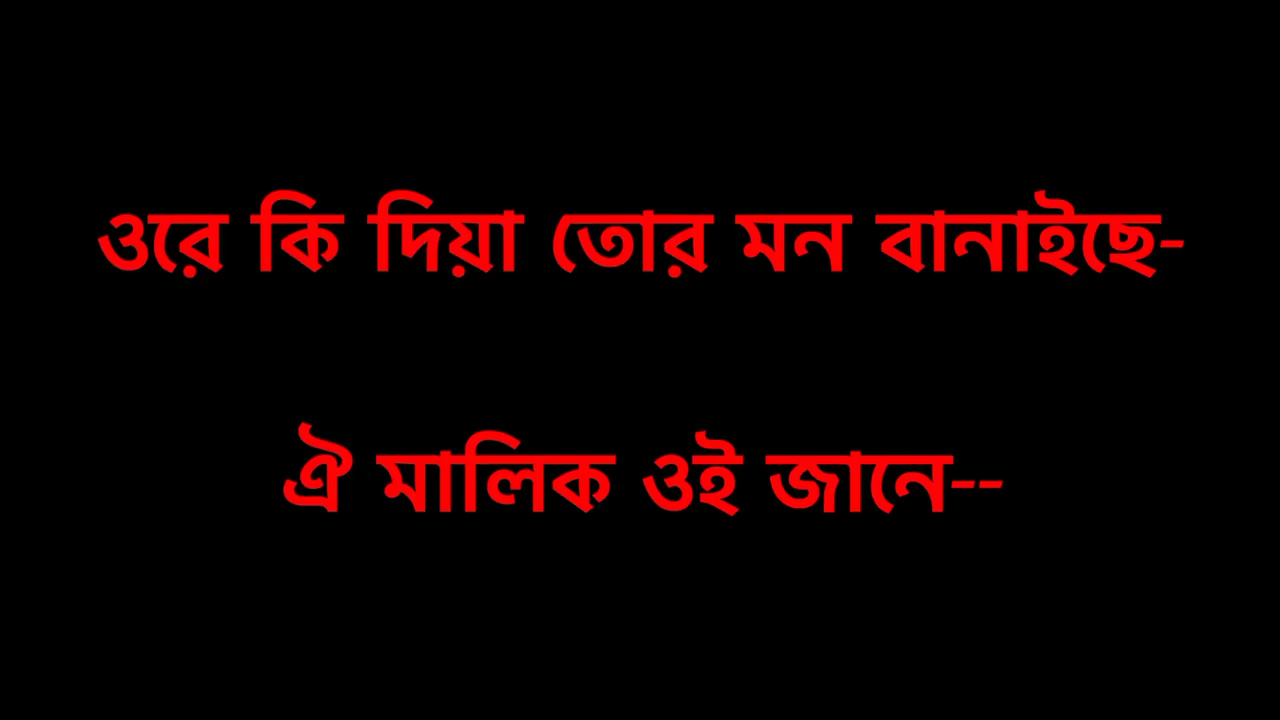 ওরে কি দিয়া তোর মন বানাইছে-
ঐ মালিক ওই জানে--